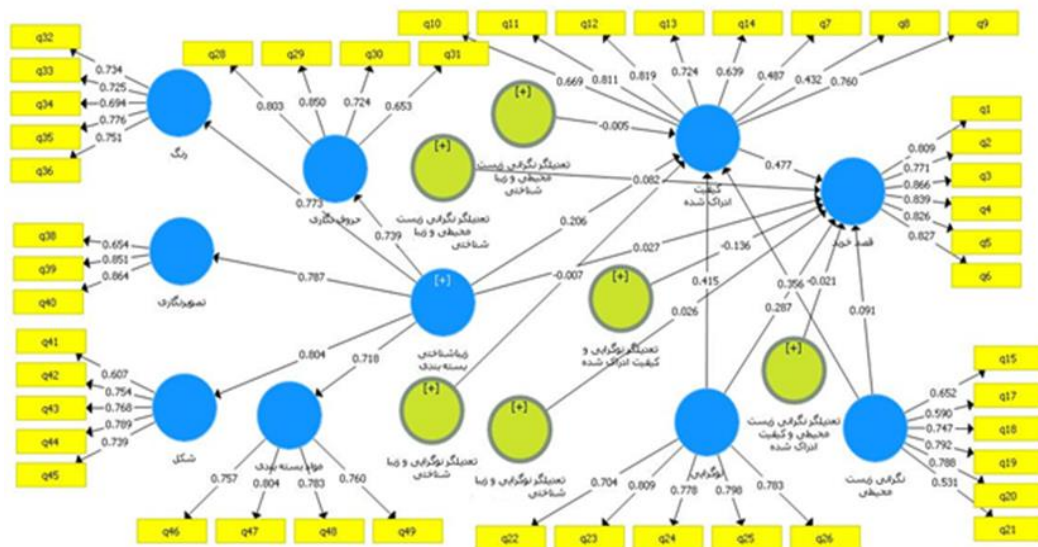 q10
q11
q12
q13
q14
q7
q8
q9
q32
q33
q34
q35
q36
0.734
0.725
0.694
0.776
0.751
رنگ
q28
q29
q30
q31
0.803
0.850
0.724
0.653
حروف‌نگاری
0.669
0.811
0.819
0.724
0.639
0.487
0.432
0.760
[+]
-0.005
تعدیلگر نگرانی زیست
محیطی و زیبا
شناختی
[+]
0.082
تعدیلگر نگرانی زیست
محیطی و زیبا
شناختی
کیفیت
ادراک شده
0.477
q1
q2
q3
q4
q5
q6
0.809
0.771
0.866
0.839
0.826
0.827
قصد خرید
0.773
0.739
0.206
0.027
-0.136
q38
q39
q40
0.654
0.851
0.864
تصویرنگاری
0.787
[+]
زیباشناختی
بسته بندی
-0.007
[+]
تعدیلگر نوگرایی و
کیفیت ادراک شده
0.026
0.415
0.356
0.287
-0.021
0.091
0.804
0.718
q41
q42
q43
q44
q45
0.607
0.754
0.768
0.789
0.739
شکل
مواد بسته بندی
[+]
تعدیلگر نوگرایی و زیبا
شناختی
[+]
تعدیلگر نوگرایی و زیبا
شناختی
[+]
تعدیلگر نگرانی زیست
محیطی و کیفیت
ادراک شده
نوگرایی
نگرانی زیست
محیطی
q15
q17
q18
q19
q20
q21
0.652
0.590
0.747
0.792
0.788
0.531
0.757
0.804
0.783
0.760
q46
q47
q48
q49
0.704
0.809
0.778
0.798
0.783
q22
q23
q24
q25
q26